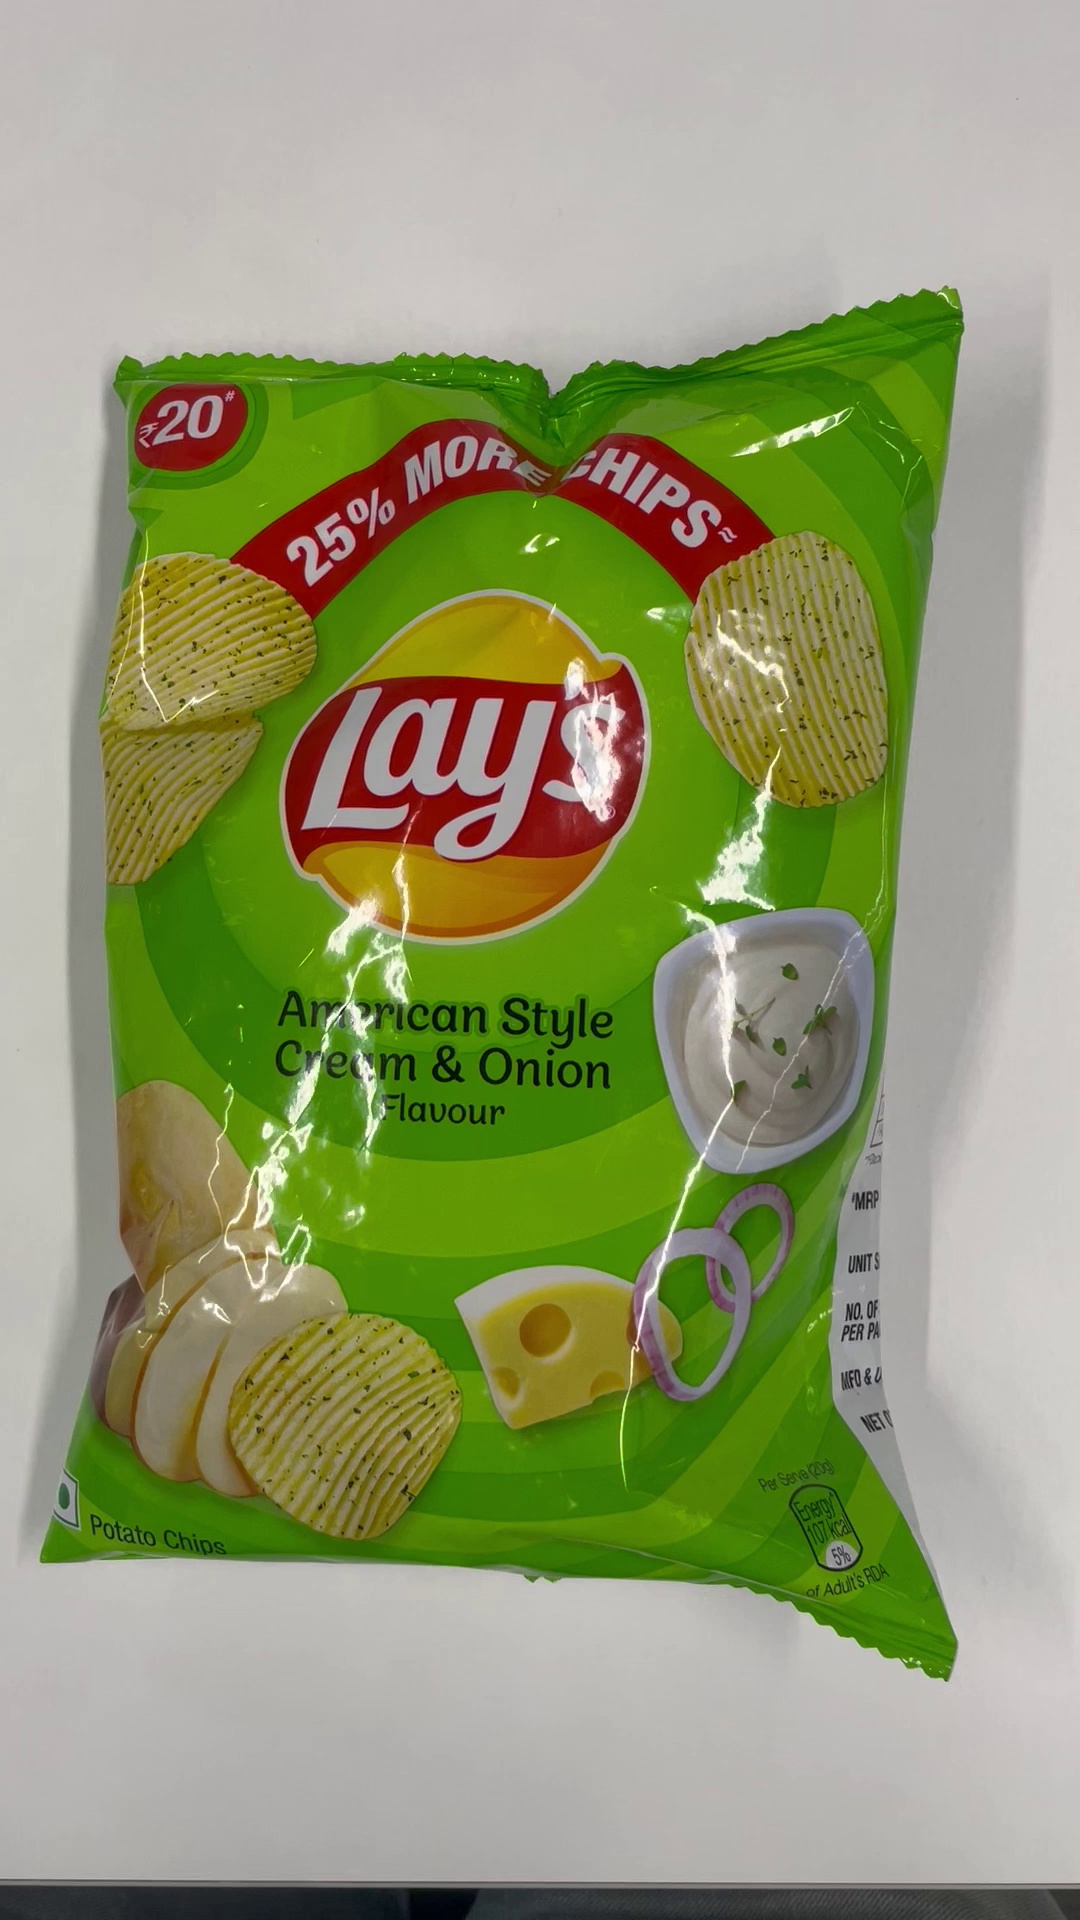 ₹20#
25% MORE CHIPS≈
Lay's
American Style
Cream & Onion
Flavour
*MRP
UNIT
NO. OF
PER
MFD &
NET
Per Serve (20g)
Energy*
107 kcal
5%
of Adult's RDA
Potato Chips